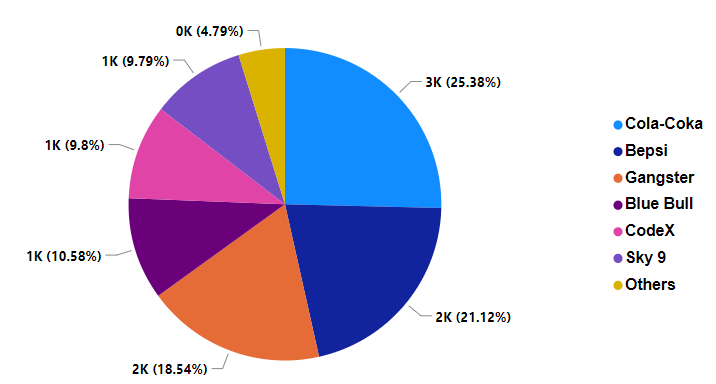 0K (4.79%)
1K (9.79%)
3K (25.38%)
1K (9.8%)
1K (10.58%)
2K (21.12%)
2K (18.54%)
Cola-Coka
Bepsi
Gangster
Blue Bull
CodeX
Sky 9
Others